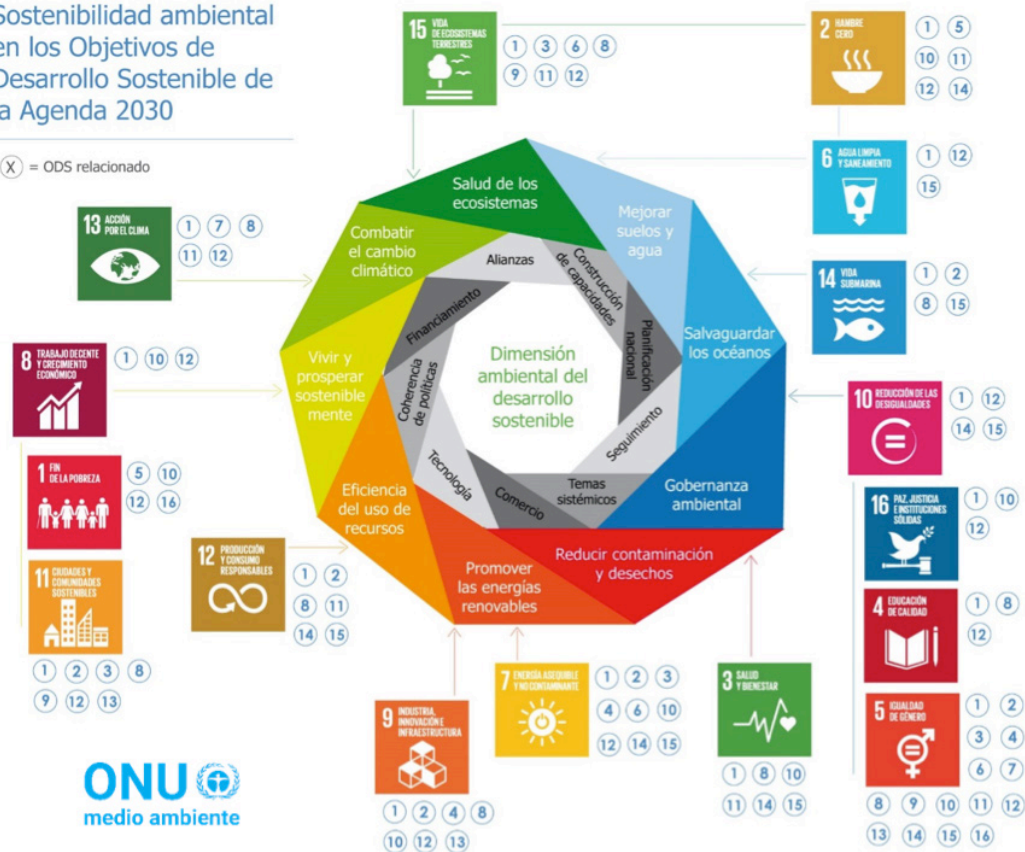 Sostenibilidad ambiental
en los Objetivos de
Desarrollo Sostenible de
la Agenda 2030
X = ODS relacionado
15 VIDA
DE ECOSISTEMAS
TERRESTRES
1 3 6 8
9 11 12
2 HAMBRE
CERO
1 5
10 11
12 14
6 AGUA LIMPIA
Y SANEAMIENTO
1 12
15
13 ACCIÓN
POR EL CLIMA
1 7 8
11 12
14 VIDA
SUBMARINA
1 2
8 15
8 TRABAJO DECENTE
Y CRECIMIENTO
ECONÓMICO
1 10 12
10 REDUCCIÓN DE LAS
DESIGUALDADES
1 12
14 15
1 FIN
DE LA POBREZA
5 10
12 16
16 PAZ, JUSTICIA
E INSTITUCIONES
SÓLIDAS
1 10
12
11 CIUDADES Y
COMUNIDADES
SOSTENIBLES
1 2 3 8
9 12 13
12 PRODUCCIÓN
Y CONSUMO
RESPONSABLES
1 2
8 11
14 15
4 EDUCACIÓN
DE CALIDAD
1 8
12
9 INDUSTRIA,
INNOVACIÓN E
INFRAESTRUCTURA
1 2 4 8
10 12 13
7 ENERGÍA ASEQUIBLE
Y NO CONTAMINANTE
1 2 3
4 6 10
12 14 15
3 SALUD
Y BIENESTAR
1 8 10
11 14 15
5 IGUALDAD
DE GÉNERO
1 2
3 4
6 7
8 9 10 11 12
13 14 15 16
Salud de los
ecosistemas
Mejorar
suelos y
agua
Salvaguardar
los océanos
Gobernanza
ambiental
Reducir contaminación
y desechos
Promover
las energías
renovables
Eficiencia
del uso de
recursos
Vivir y
prosperar
sostenible
mente
Combatir
el cambio
climático
Alianzas
Construcción
de capacidades
Planificación
nacional
Seguimiento
Temas
sistémicos
Comercio
Tecnología
Coherencia
de políticas
Financiamiento
Dimensión
ambiental del
desarrollo
sostenible
ONU
medio ambiente